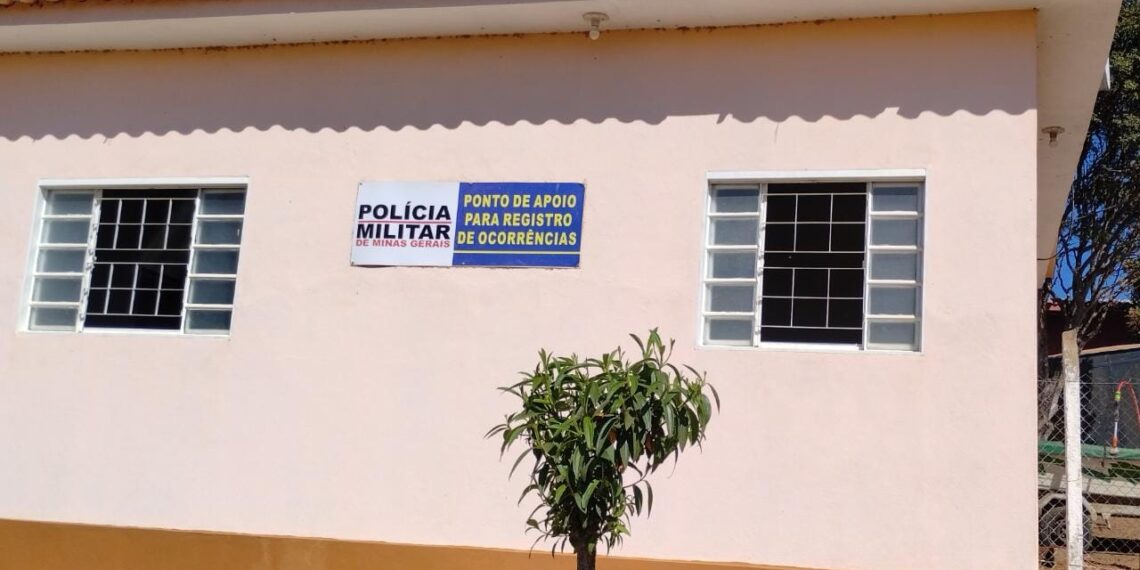 POLÍCIA
MILITAR
DE MINAS GERAIS
PONTO DE APOIO
PARA REGISTRO
DE OCORRÊNCIAS